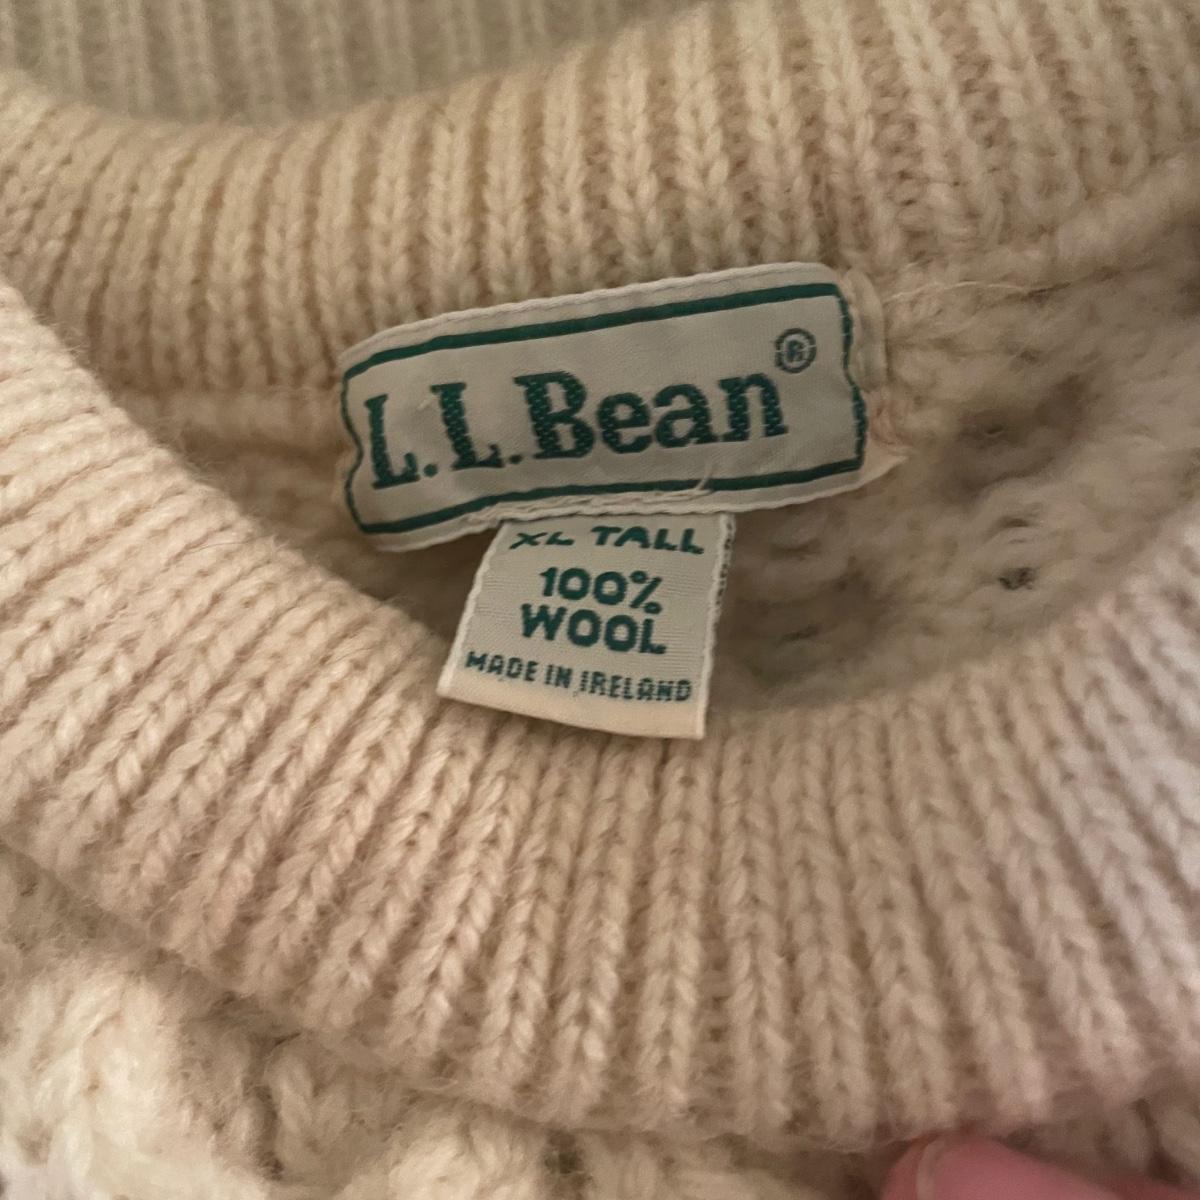 L.L.Bean®
XL TALL
100%
WOOL
MADE IN IRELAND